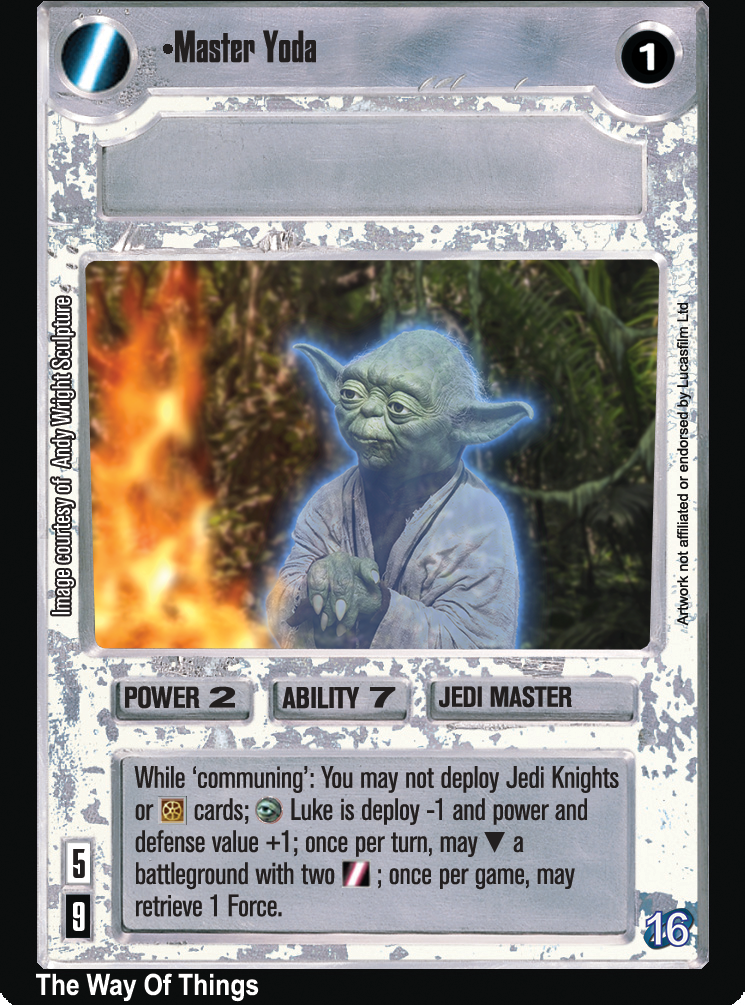 •Master Yoda
1
Image courtesy of Andy Wright Sculpture
Artwork not affiliated or endorsed by Lucasfilm Ltd
POWER 2
ABILITY 7
JEDI MASTER
While ‘communing’: You may not deploy Jedi Knights
or cards; Luke is deploy -1 and power and
defense value +1; once per turn, may ▼ a
battleground with two ; once per game, may
retrieve 1 Force.
5
9
16
The Way Of Things